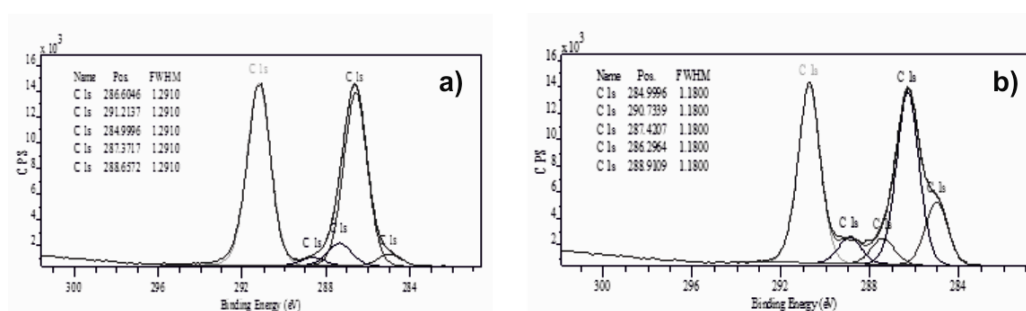 x 10³
16
14
12
10
8
6
4
2
CPS
Name Pos. FWHM
C 1s 286.6046 1.2910
C 1s 291.2137 1.2910
C 1s 284.9996 1.2910
C 1s 287.3717 1.2910
C 1s 288.6572 1.2910
C 1s
C 1s
C 1s
C 1s
C 1s
a)
300 296 292 288 284
Binding Energy (eV)
x 10³
16
14
12
10
8
6
4
2
CPS
Name Pos. FWHM
C 1s 284.9996 1.1800
C 1s 290.7339 1.1800
C 1s 287.4207 1.1800
C 1s 286.2964 1.1800
C 1s 288.9109 1.1800
C 1s
C 1s
C 1s
C 1s
C 1s
b)
300 296 292 288 284
Binding Energy (eV)